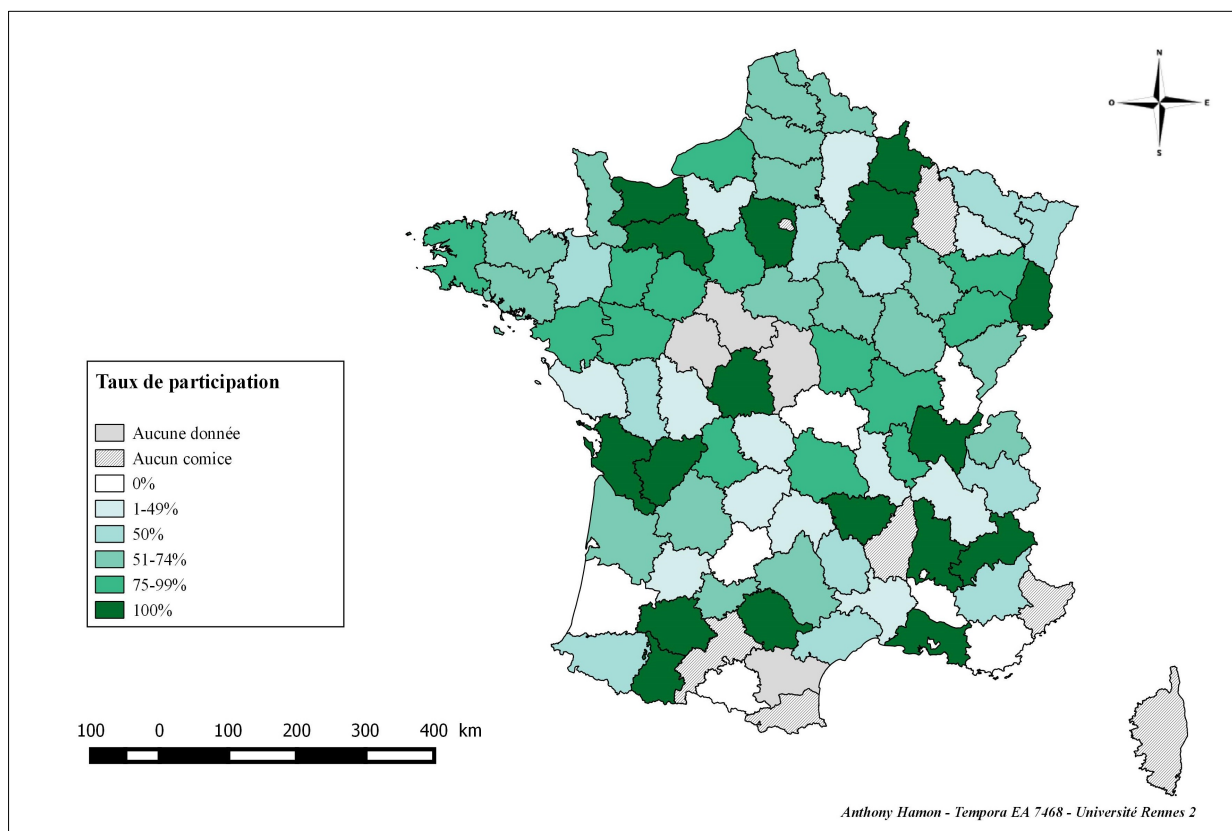 N
O E
S
Taux de participation
Aucune donnée
Aucun comice
0%
1-49%
50%
51-74%
75-99%
100%
100 0 100 200 300 400 km
Anthony Hamon - Tempora EA 7468 - Université Rennes 2